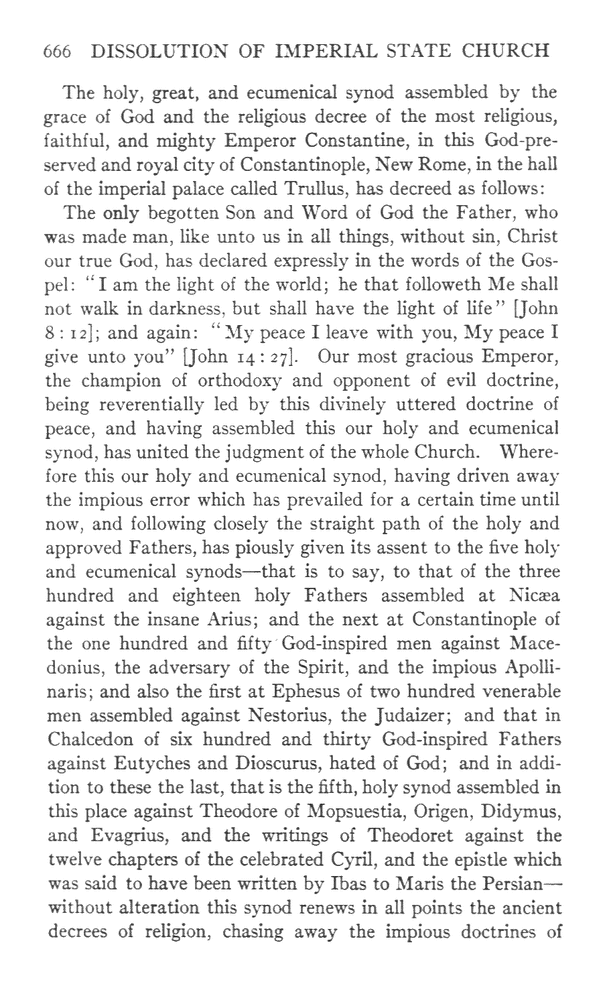 666 DISSOLUTION OF IMPERIAL STATE CHURCH
The holy, great, and ecumenical synod assembled by the
grace of God and the religious decree of the most religious,
faithful, and mighty Emperor Constantine, in this God-pre-
served and royal city of Constantinople, New Rome, in the hall
of the imperial palace called Trullus, has decreed as follows:
The only begotten Son and Word of God the Father, who
was made man, like unto us in all things, without sin, Christ
our true God, has declared expressly in the words of the Gos-
pel: "I am the light of the world; he that followeth Me shall
not walk in darkness, but shall have the light of life" [John
8 : 12]; and again: "My peace I leave with you, My peace I
give unto you" [John 14 : 27]. Our most gracious Emperor,
the champion of orthodoxy and opponent of evil doctrine,
being reverentially led by this divinely uttered doctrine of
peace, and having assembled this our holy and ecumenical
synod, has united the judgment of the whole Church. Where-
fore this our holy and ecumenical synod, having driven away
the impious error which has prevailed for a certain time until
now, and following closely the straight path of the holy and
approved Fathers, has piously given its assent to the five holy
and ecumenical synods—that is to say, to that of the three
hundred and eighteen holy Fathers assembled at Nicæa
against the insane Arius; and the next at Constantinople of
the one hundred and fifty God-inspired men against Mace-
donius, the adversary of the Spirit, and the impious Apolli-
naris; and also the first at Ephesus of two hundred venerable
men assembled against Nestorius, the Judaizer; and that in
Chalcedon of six hundred and thirty God-inspired Fathers
against Eutyches and Dioscurus, hated of God; and in addi-
tion to these the last, that is the fifth, holy synod assembled in
this place against Theodore of Mopsuestia, Origen, Didymus,
and Evagrius, and the writings of Theodoret against the
twelve chapters of the celebrated Cyril, and the epistle which
was said to have been written by Ibas to Maris the Persian—
without alteration this synod renews in all points the ancient
decrees of religion, chasing away the impious doctrines of